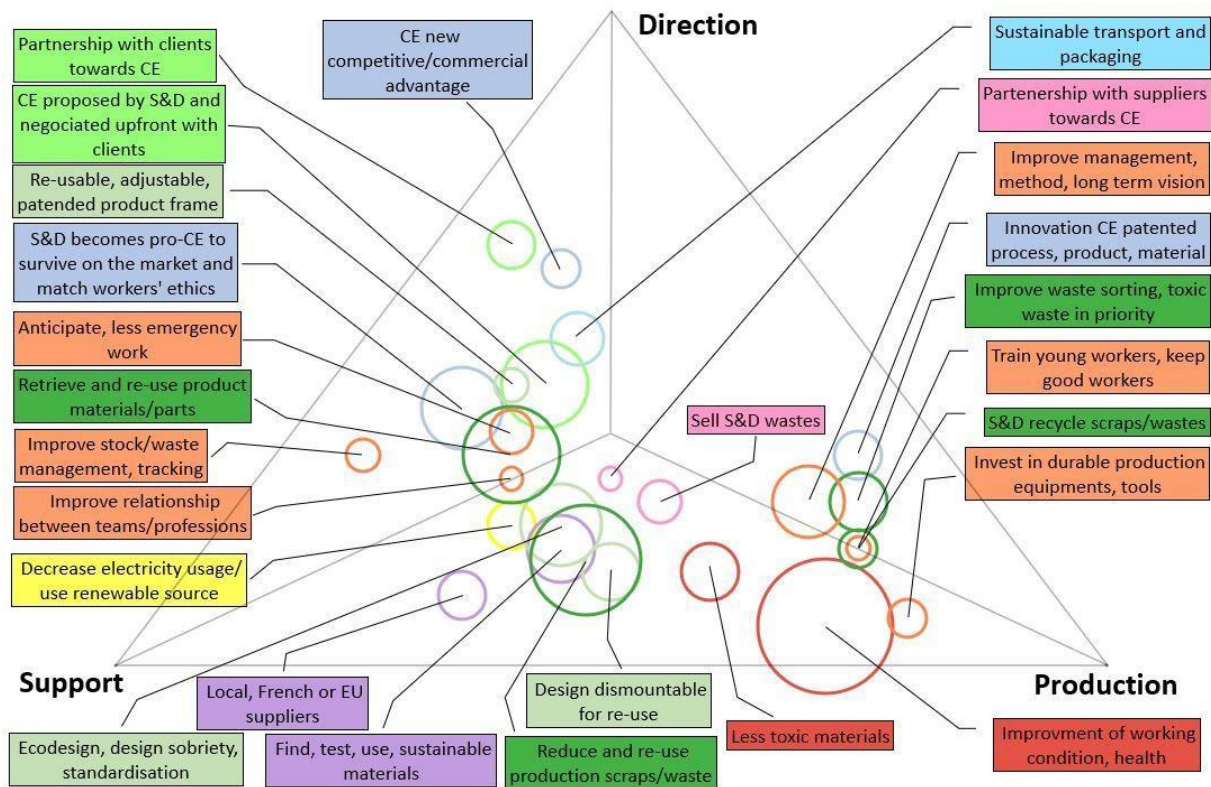 Direction
Support
Production
Partnership with clients
towards CE
CE proposed by S&D and
negociated upfront with
clients
Re-usable, adjustable,
patented product frame
S&D becomes pro-CE to
survive on the market and
match workers' ethics
Anticipate, less emergency
work
Retrieve and re-use product
materials/parts
Improve stock/waste
management, tracking
Improve relationship
between teams/professions
Decrease electricity usage/
use renewable source
CE new
competitive/commercial
advantage
Sustainable transport and
packaging
Partenership with suppliers
towards CE
Improve management,
method, long term vision
Innovation CE patented
process, product, material
Improve waste sorting, toxic
waste in priority
Train young workers, keep
good workers
S&D recycle scraps/wastes
Invest in durable production
equipments, tools
Sell S&D wastes
Local, French or EU
suppliers
Ecodesign, design sobriety,
standardisation
Find, test, use, sustainable
materials
Design dismountable
for re-use
Reduce and re-use
production scraps/waste
Less toxic materials
Improvment of working
condition, health